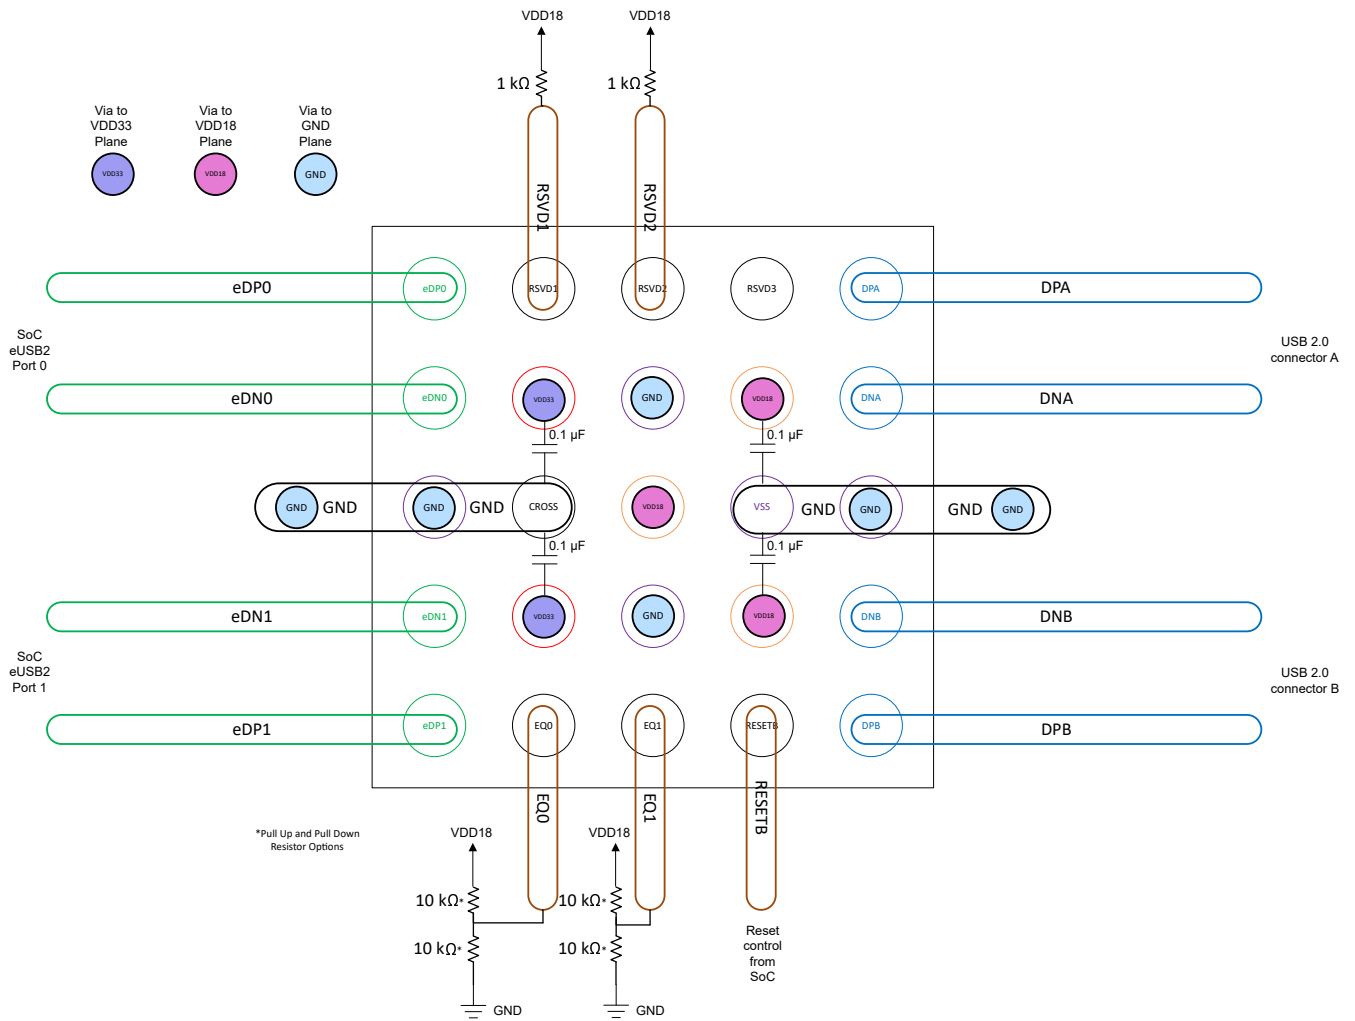 VDD18
VDD18
1 kΩ
1 kΩ
Via to
VDD33
Plane
Via to
VDD18
Plane
Via to
GND
Plane
VDD33
VDD18
GND
RSVD1
RSVD2
eDP0
eDP0
RSVD1
RSVD2
RSVD3
DPA
DPA
SoC
eUSB2
Port 0
USB 2.0
connector A
eDN0
eDN0
VDD33
GND
VDD18
DNA
DNA
0.1 µF
0.1 µF
GND
GND
GND
GND
CROSS
VDD18
VSS
GND
GND
GND
GND
0.1 µF
0.1 µF
eDN1
eDN1
VDD33
GND
VDD18
DNB
DNB
SoC
eUSB2
Port 1
USB 2.0
connector B
eDP1
eDP1
EQ0
EQ1
RESETB
DPB
DPB
EQ0
EQ1
RESETB
*Pull Up and Pull Down
Resistor Options
VDD18
VDD18
10 kΩ*
10 kΩ*
10 kΩ*
10 kΩ*
Reset
control
from
SoC
GND
GND